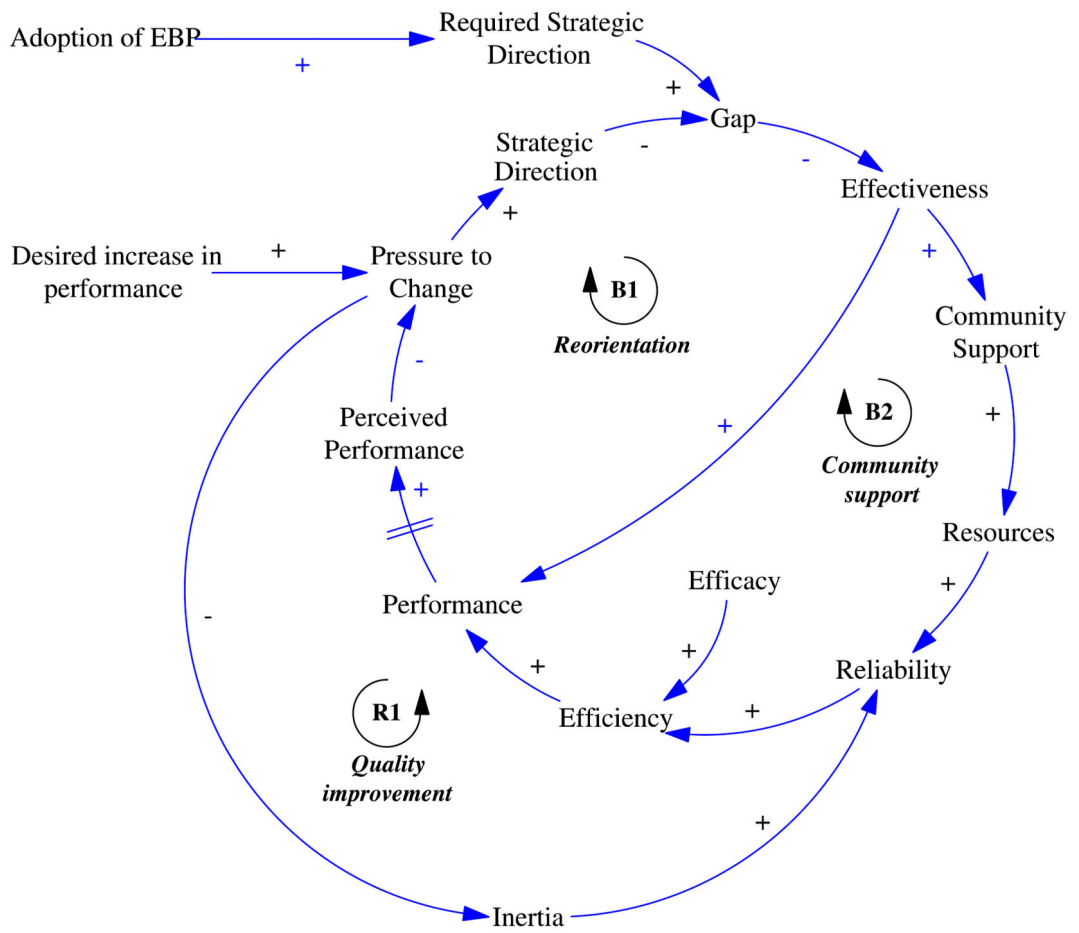 Adoption of EBP
+
Required Strategic
Direction
+
Gap
Strategic
Direction
-
-
Effectiveness
+
Desired increase in
performance
+
Pressure to
Change
B1
Reorientation
+
Community
Support
-
Perceived
Performance
+
B2
Community
support
+
+
Resources
Efficacy
+
Performance
-
+
+
Reliability
R1
Quality
improvement
Efficiency
+
+
Inertia